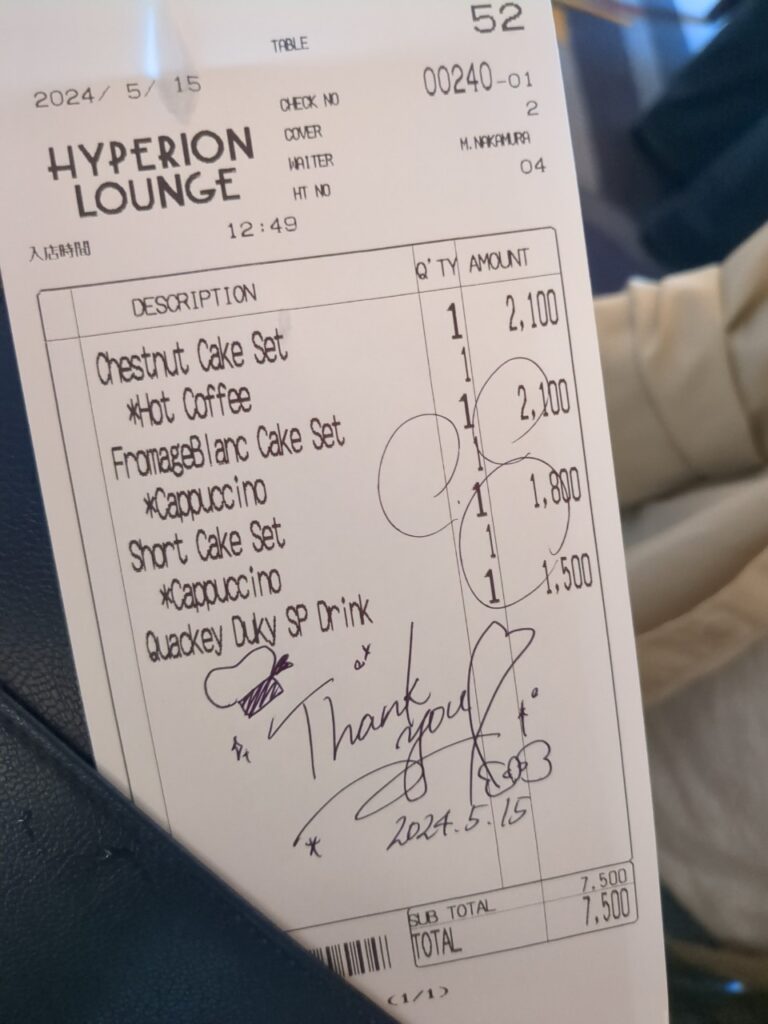 TABLE 52
2024/ 5/ 15
CHECK NO 00240-01
COVER 2
WAITER M.NAKAMURA
HT NO 04
HYPERION
LOUNGE
入店時間 12:49
DESCRIPTION Q'TY AMOUNT
Chestnut Cake Set 1 2,100
*Hot Coffee 1
FromageBlanc Cake Set 1 2,100
*Cappuccino 1
Short Cake Set 1 1,800
*Cappuccino 1
Quackey Duky SP Drink 1 1,500
Thank
you
2024.5.15
SUB TOTAL 7,500
TOTAL 7,500
(1/1)